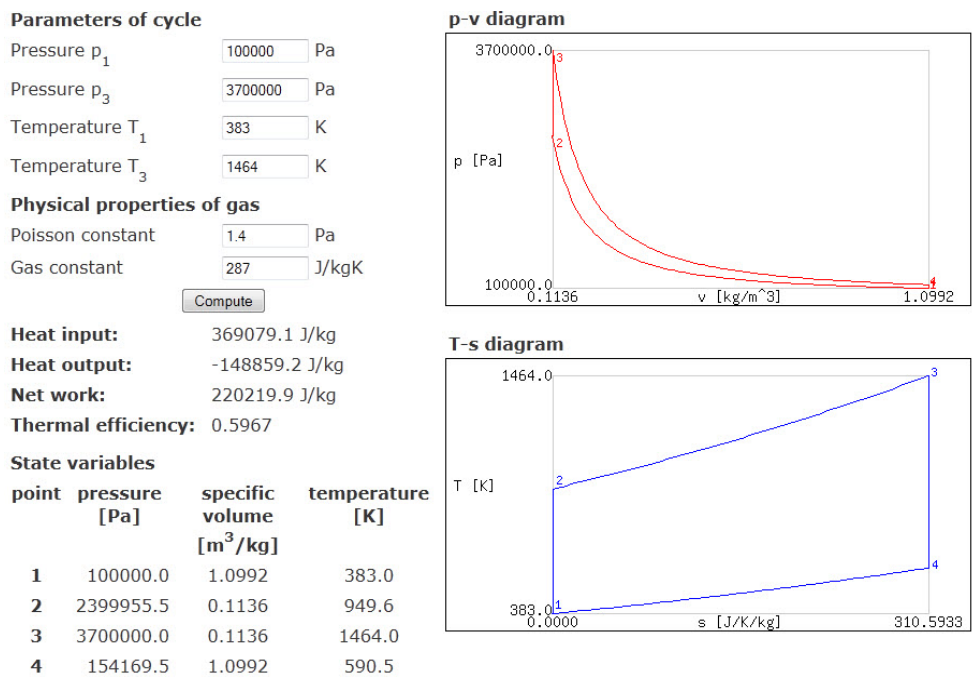 Parameters of cycle
Pressure p1 100000 Pa
Pressure p3 3700000 Pa
Temperature T1 383 K
Temperature T3 1464 K
Physical properties of gas
Poisson constant 1.4 Pa
Gas constant 287 J/kgK
Compute
Heat input: 369079.1 J/kg
Heat output: -148859.2 J/kg
Net work: 220219.9 J/kg
Thermal efficiency: 0.5967
State variables
point pressure specific temperature
[Pa] volume [K]
[m^3/kg]
1 100000.0 1.0992 383.0
2 2399955.5 0.1136 949.6
3 3700000.0 0.1136 1464.0
4 154169.5 1.0992 590.5
p-v diagram
3700000.0
3
2
p [Pa]
4
1
100000.0
0.1136 v [kg/m^3] 1.0992
T-s diagram
1464.0
3
2
T [K]
4
1
383.0
0.0000 s [J/K/kg] 310.5933